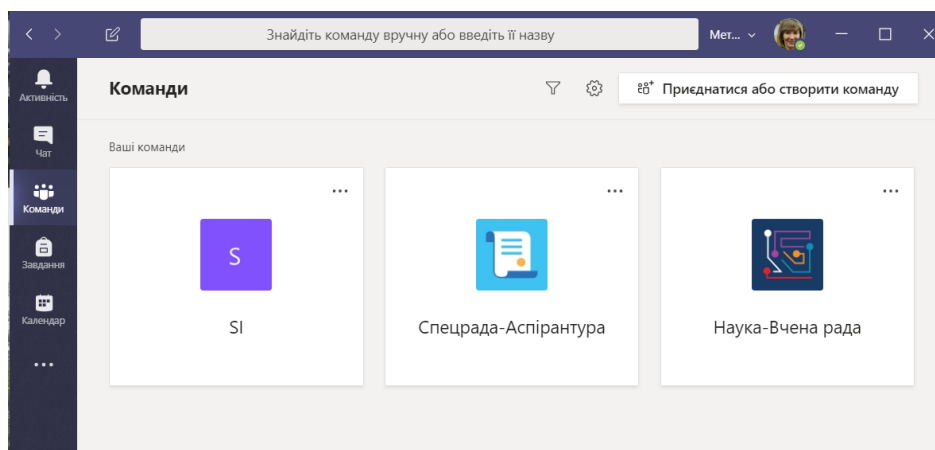 Знайдіть команду вручну або введіть її назву
Мет...
Активність
Команди
Приєднатися або створити команду
Чат
Ваші команди
Команди
S
Завдання
Календар
SI
Спецрада-Аспірантура
Наука-Вчена рада